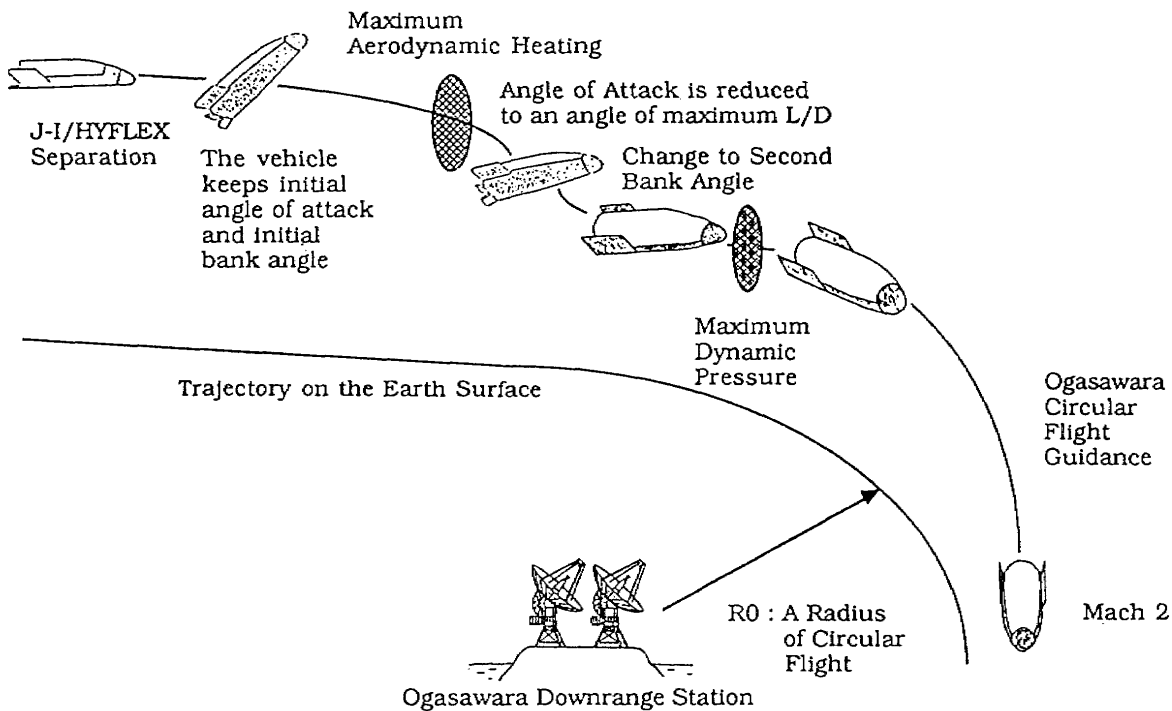 Maximum
Aerodynamic Heating
Angle of Attack is reduced
to an angle of maximum L/D
J-I/HYFLEX
Separation
The vehicle
keeps initial
angle of attack
and initial
bank angle
Change to Second
Bank Angle
Maximum
Dynamic
Pressure
Trajectory on the Earth Surface
Ogasawara
Circular
Flight
Guidance
R0 : A Radius
of Circular
Flight
Mach 2
Ogasawara Downrange Station